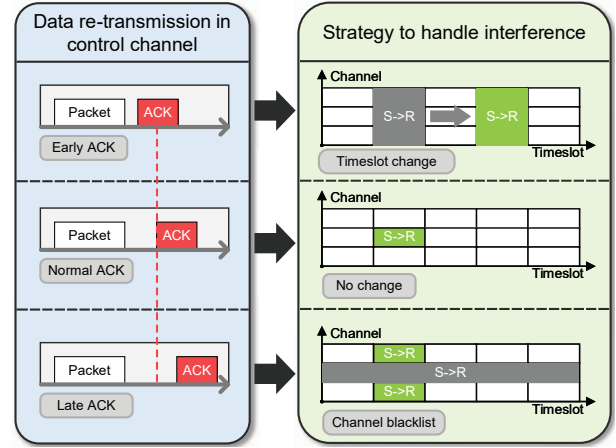 Data re-transmission in
control channel
Packet
ACK
Early ACK
Packet
ACK
Normal ACK
Packet
ACK
Late ACK
Strategy to handle interference
Channel
S->R
S->R
Timeslot
Timeslot change
Channel
S->R
Timeslot
No change
Channel
S->R
S->R
S->R
Timeslot
Channel blacklist